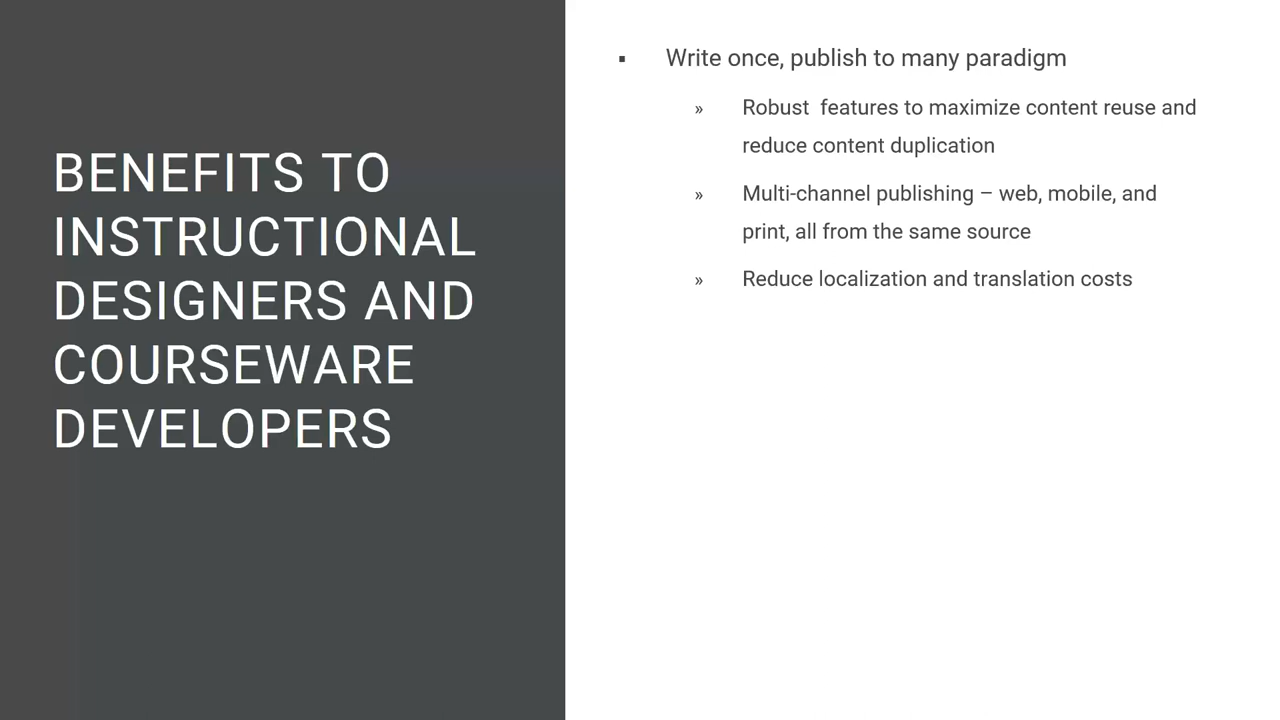 BENEFITS TO
INSTRUCTIONAL
DESIGNERS AND
COURSEWARE
DEVELOPERS
▪ Write once, publish to many paradigm
» Robust  features to maximize content reuse and
reduce content duplication
» Multi-channel publishing – web, mobile, and
print, all from the same source
» Reduce localization and translation costs